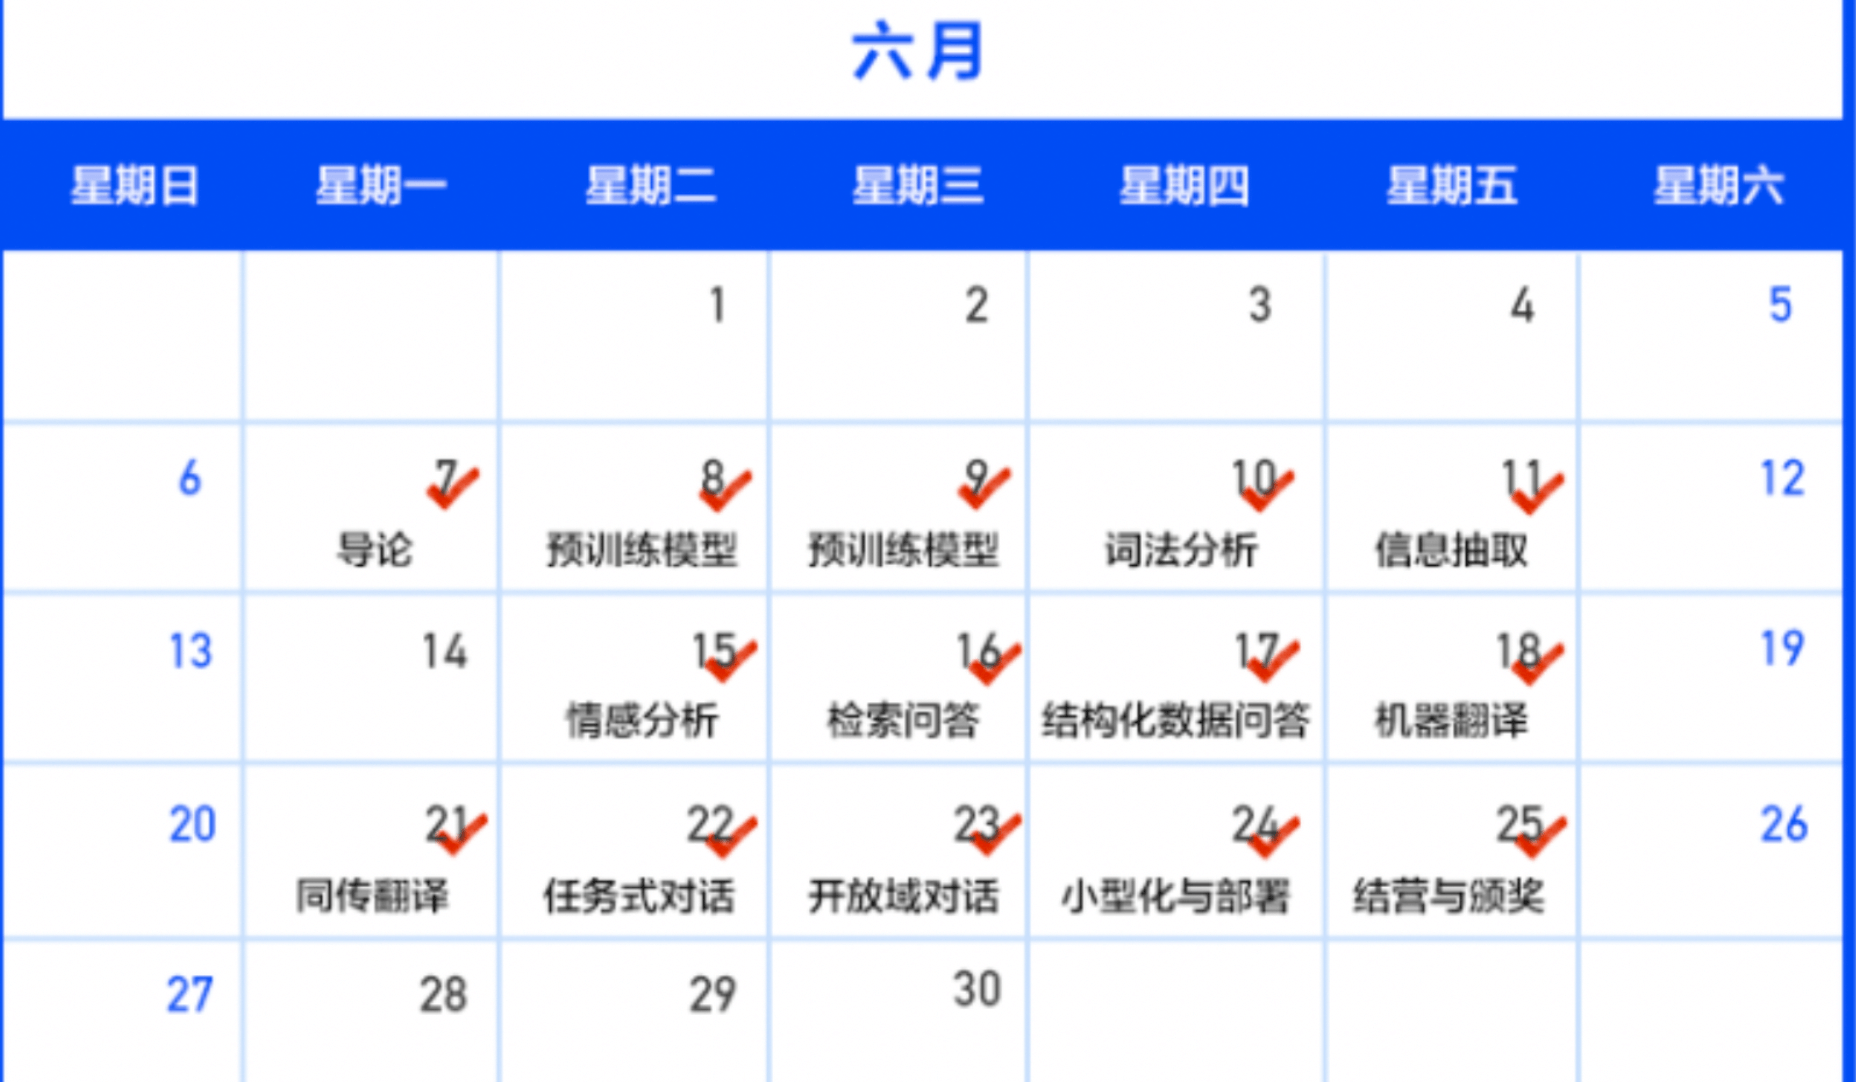 六月
星期日 星期一 星期二 星期三 星期四 星期五 星期六
1 2 3 4 5
6 7 8 9 10 11 12
导论 预训练模型 预训练模型 词法分析 信息抽取
13 14 15 16 17 18 19
情感分析 检索问答 结构化数据问答 机器翻译
20 21 22 23 24 25 26
同传翻译 任务式对话 开放域对话 小型化与部署 结营与颁奖
27 28 29 30